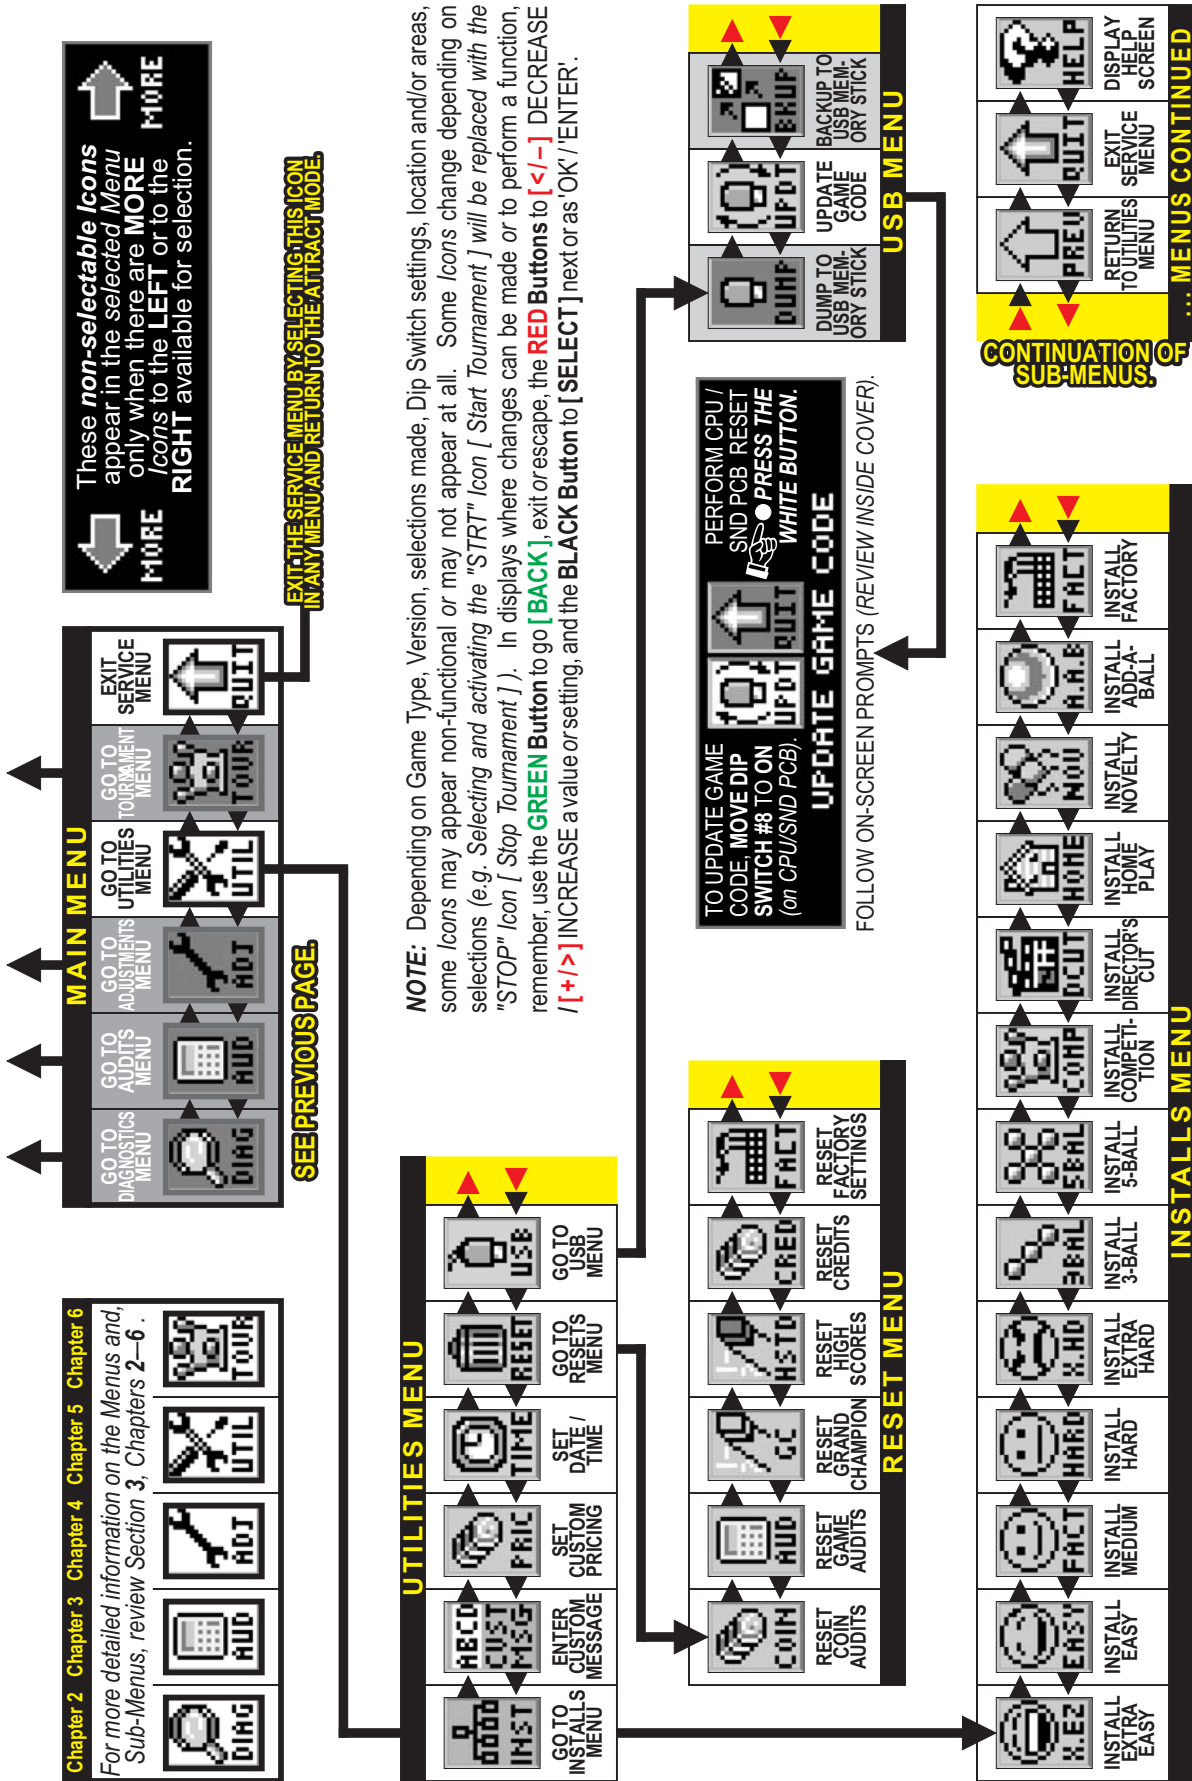 Chapter 2 Chapter 3 Chapter 4 Chapter 5 Chapter 6
For more detailed information on the Menus and,
Sub-Menus, review Section 3, Chapters 2—6 .
DIAG
AUD
ADJ
UTIL
TOUR
MAIN MENU
GO TO
DIAGNOSTICS
MENU
DIAG
GO TO
AUDITS
MENU
AUD
GO TO
ADJUSTMENTS
MENU
ADJ
GO TO
UTILITIES
MENU
UTIL
GO TO
TOURNAMENT
MENU
TOUR
EXIT
SERVICE
MENU
QUIT
SEE PREVIOUS PAGE.
MORE
These non-selectable Icons
appear in the selected Menu
only when there are MORE
Icons to the LEFT or to the
RIGHT available for selection.
MORE
EXIT THE SERVICE MENU BY SELECTING THIS ICON
IN ANY MENU AND RETURN TO THE ATTRACT MODE.
NOTE: Depending on Game Type, Version, selections made, Dip Switch settings, location and/or areas,
some Icons may appear non-functional or may not appear at all. Some Icons change depending on
selections (e.g. Selecting and activating the "STRT" Icon [ Start Tournament ] will be replaced with the
"STOP" Icon [ Stop Tournament ] ). In displays where changes can be made or to perform a function,
remember, use the GREEN Button to go [ BACK ], exit or escape, the RED Buttons to [ < / – ] DECREASE
/ [ + / > ] INCREASE a value or setting, and the BLACK Button to [ SELECT ] next or as 'OK' / 'ENTER'.
UTILITIES MENU
INST
GO TO
INSTALLS
MENU
ABCD
CUST
MSG
ENTER
CUSTOM
MESSAGE
PRIC
SET
CUSTOM
PRICING
TIME
SET
DATE /
TIME
RESET
GO TO
RESETS
MENU
USB
GO TO
USB
MENU
COIN
RESET
COIN
AUDITS
AUD
RESET
GAME
AUDITS
GC
RESET
GRAND
CHAMPION
HSTD
RESET
HIGH
SCORES
CRED
RESET
CREDITS
FACT
RESET
FACTORY
SETTINGS
RESET MENU
TO UPDATE GAME
CODE, MOVE DIP
SWITCH #8 TO ON
(on CPU/SND PCB).
UPDT
QUIT
PERFORM CPU /
SND PCB RESET
PRESS THE
WHITE BUTTON.
UPDATE GAME CODE
FOLLOW ON-SCREEN PROMPTS (REVIEW INSIDE COVER).
DUMP
DUMP TO
USB MEM-
ORY STICK
UPDT
UPDATE
GAME
CODE
BKUP
BACKUP TO
USB MEM-
ORY STICK
USB MENU
X.EZ
INSTALL
EXTRA
EASY
EASY
INSTALL
EASY
FACT
INSTALL
MEDIUM
HARD
INSTALL
HARD
X.HD
INSTALL
EXTRA
HARD
3BAL
INSTALL
3-BALL
5BAL
INSTALL
5-BALL
COMP
INSTALL
COMPETI-
TION
DCUT
INSTALL
DIRECTOR'S
CUT
HOME
INSTALL
HOME
PLAY
NOV
INSTALL
NOVELTY
A.A.B
INSTALL
ADD-A-
BALL
FACT
INSTALL
FACTORY
INSTALLS MENU
CONTINUATION OF
SUB-MENUS.
PREV
RETURN
TO UTILITIES
MENU
QUIT
EXIT
SERVICE
MENU
HELP
DISPLAY
HELP
SCREEN
... MENUS CONTINUED